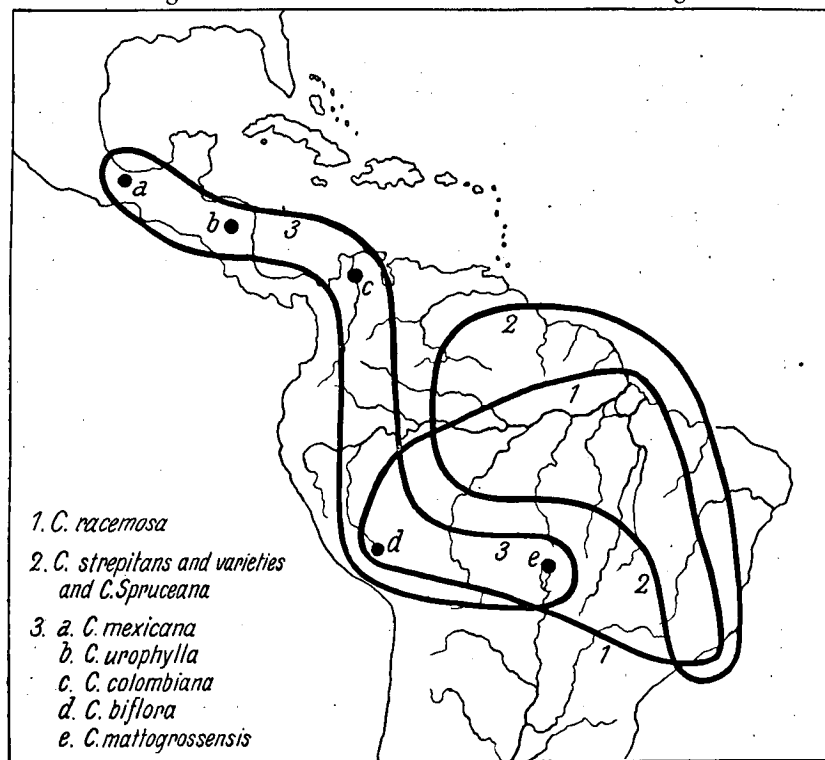 a
b
3
c
2
1
d
3
e
2
1
1. C. racemosa
2. C. strepitans and varieties
and C.Spruceana
3. a. C. mexicana
b. C. urophylla
c. C. colombiana
d. C. biflora
e. C. mattogrossensis